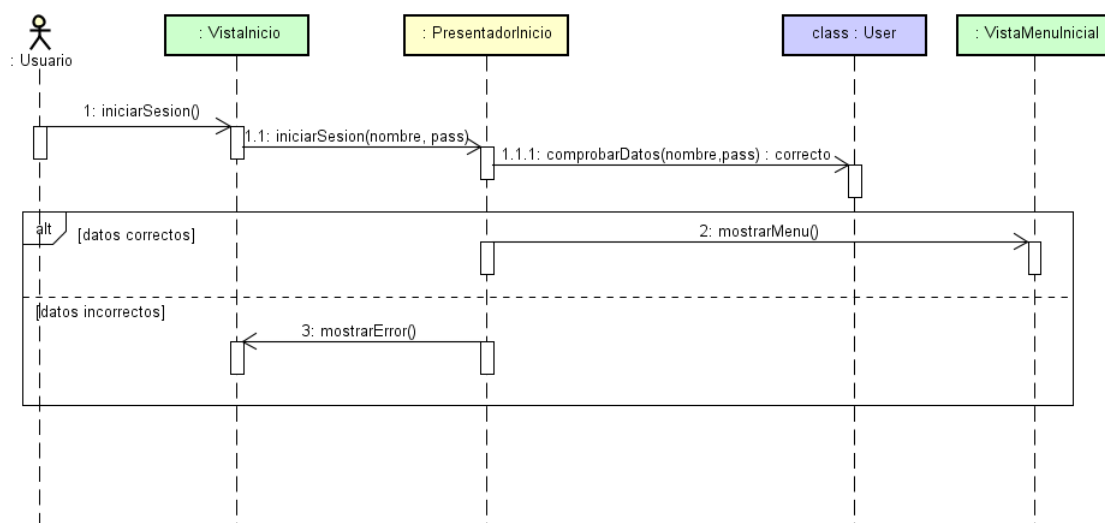 : Usuario
: VistaInicio
: PresentadorInicio
class : User
: VistaMenuInicial
1: iniciarSesion()
1.1: iniciarSesion(nombre, pass)
1.1.1: comprobarDatos(nombre,pass) : correcto
alt
[datos correctos]
2: mostrarMenu()
[datos incorrectos]
3: mostrarError()